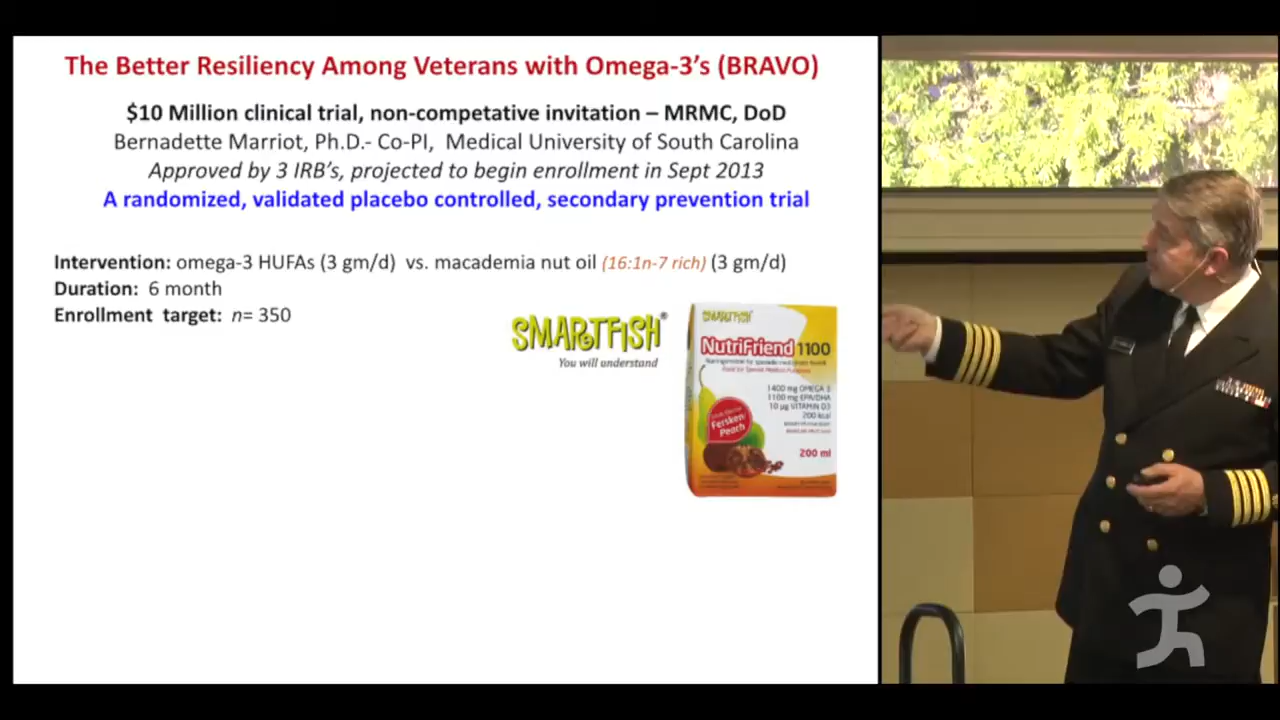 The Better Resiliency Among Veterans with Omega-3's (BRAVO)
$10 Million clinical trial, non-competative invitation – MRMC, DoD
Bernadette Marriot, Ph.D.- Co-PI, Medical University of South Carolina
Approved by 3 IRB's, projected to begin enrollment in Sept 2013
A randomized, validated placebo controlled, secondary prevention trial
Intervention: omega-3 HUFAs (3 gm/d) vs. macademia nut oil (16:1n-7 rich) (3 gm/d)
Duration: 6 month
Enrollment target: n= 350
SMARTFISH®
You will understand
SMARTFISH
NutriFriend 1100
1400 mg OMEGA 3
1100 mg EPA/DHA
10 µg VITAMIN D3
200 kcal
Fersken
Peach
200 ml